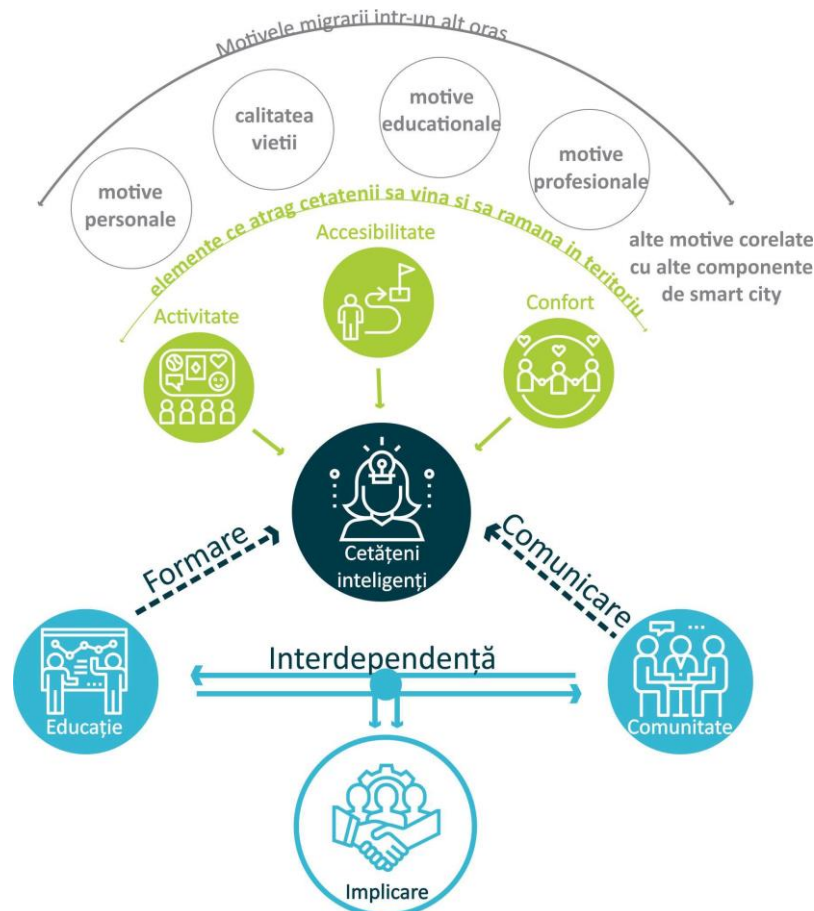 Motivele migrarii intr-un alt oras
motive
personale
calitatea
vietii
motive
educationale
motive
profesionale
alte motive corelate
cu alte componente
de smart city
elemente ce atrag cetatenii sa vina si sa ramana in teritoriu
Activitate
Accesibilitate
Confort
Cetățeni
inteligenți
Formare
Comunicare
Educație
Interdependență
Comunitate
Implicare